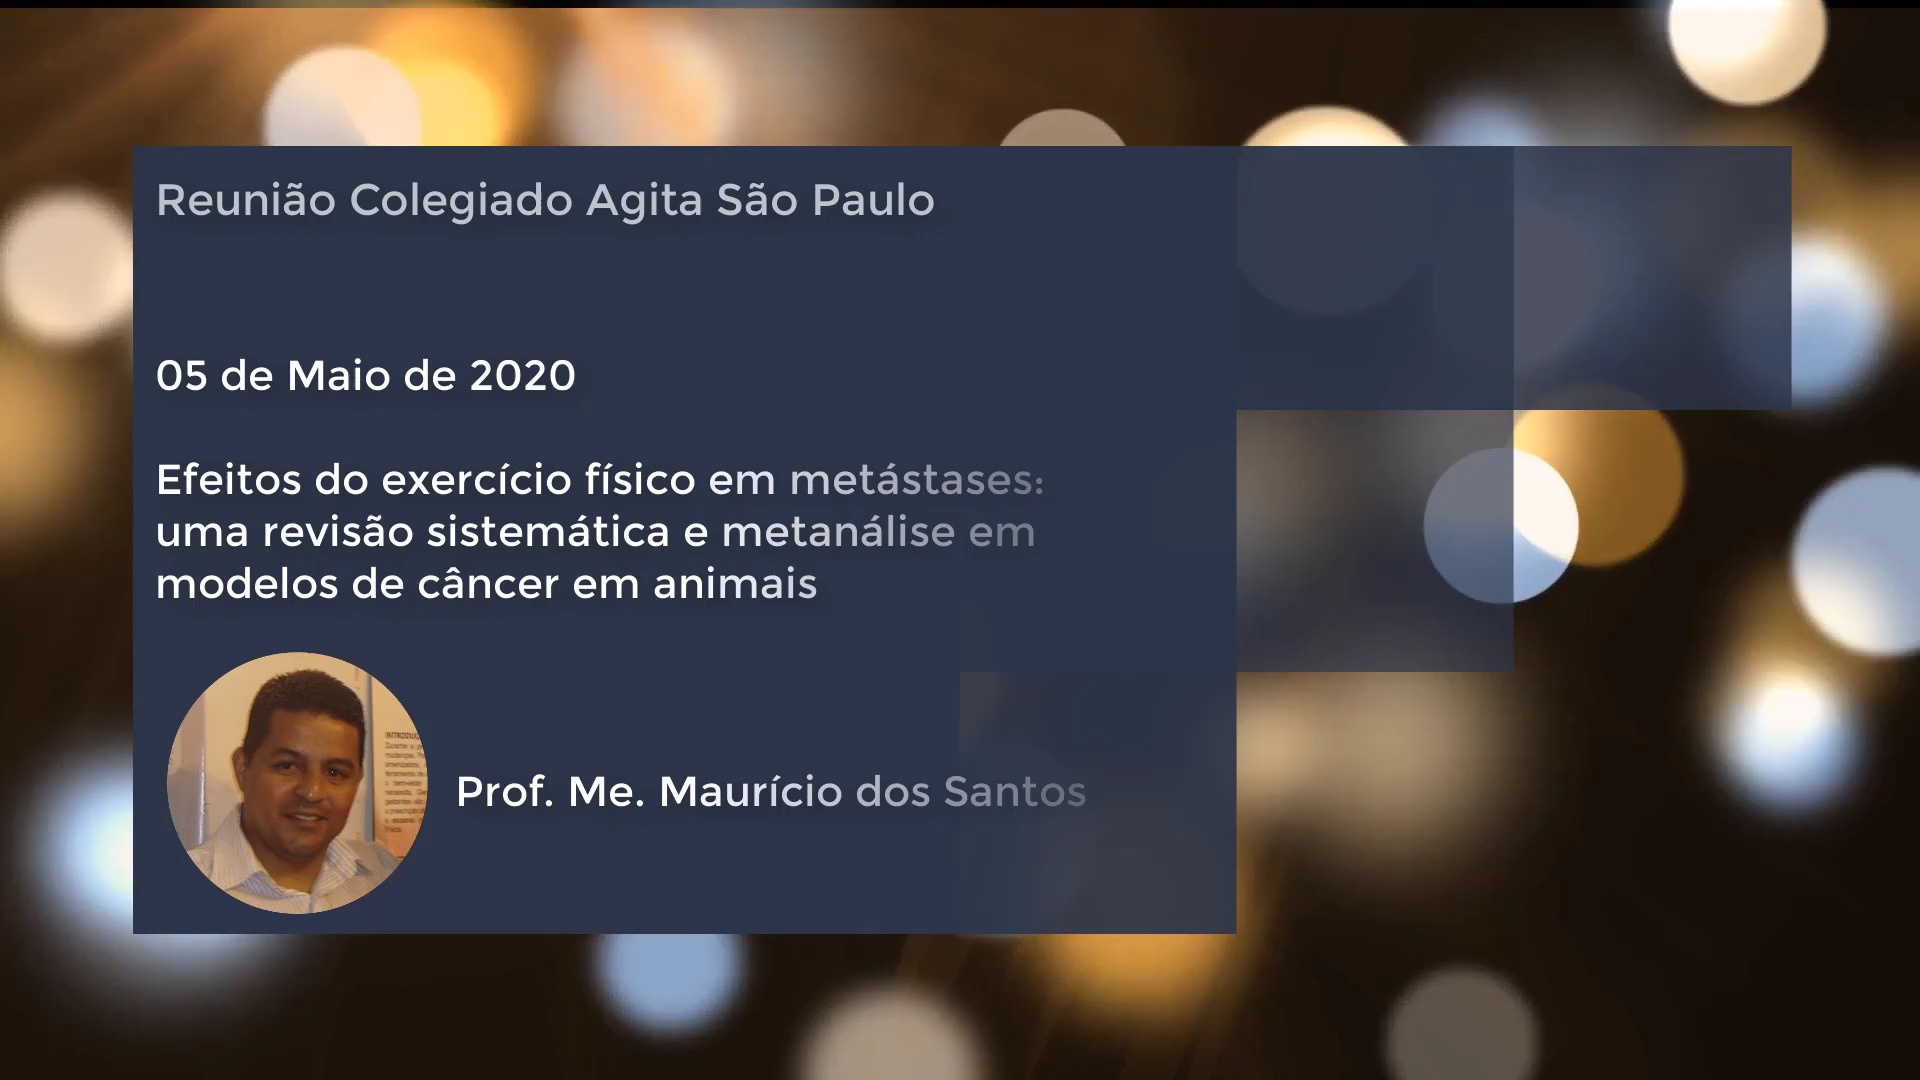 Reunião Colegiado Agita São Paulo
05 de Maio de 2020
Efeitos do exercício físico em metástases:
uma revisão sistemática e metanálise em
modelos de câncer em animais
Prof. Me. Maurício dos Santos